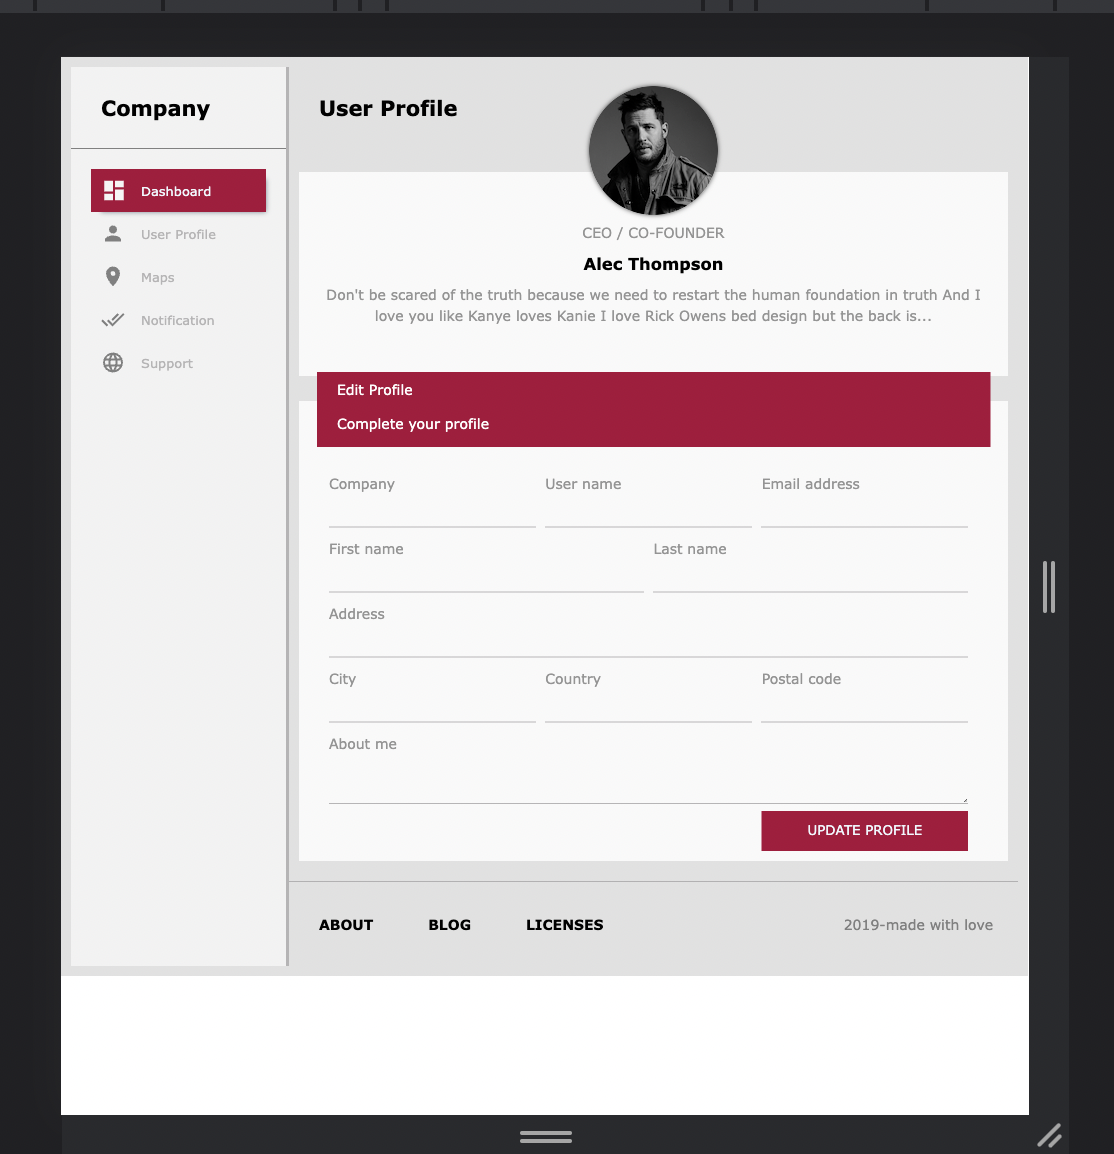 Company
Dashboard
User Profile
Maps
Notification
Support
User Profile
CEO / CO-FOUNDER
Alec Thompson
Don't be scared of the truth because we need to restart the human foundation in truth And I
love you like Kanye loves Kanie I love Rick Owens bed design but the back is...
Edit Profile
Complete your profile
Company User name Email address
First name Last name
Address
City Country Postal code
About me
UPDATE PROFILE
ABOUT BLOG LICENSES 2019-made with love